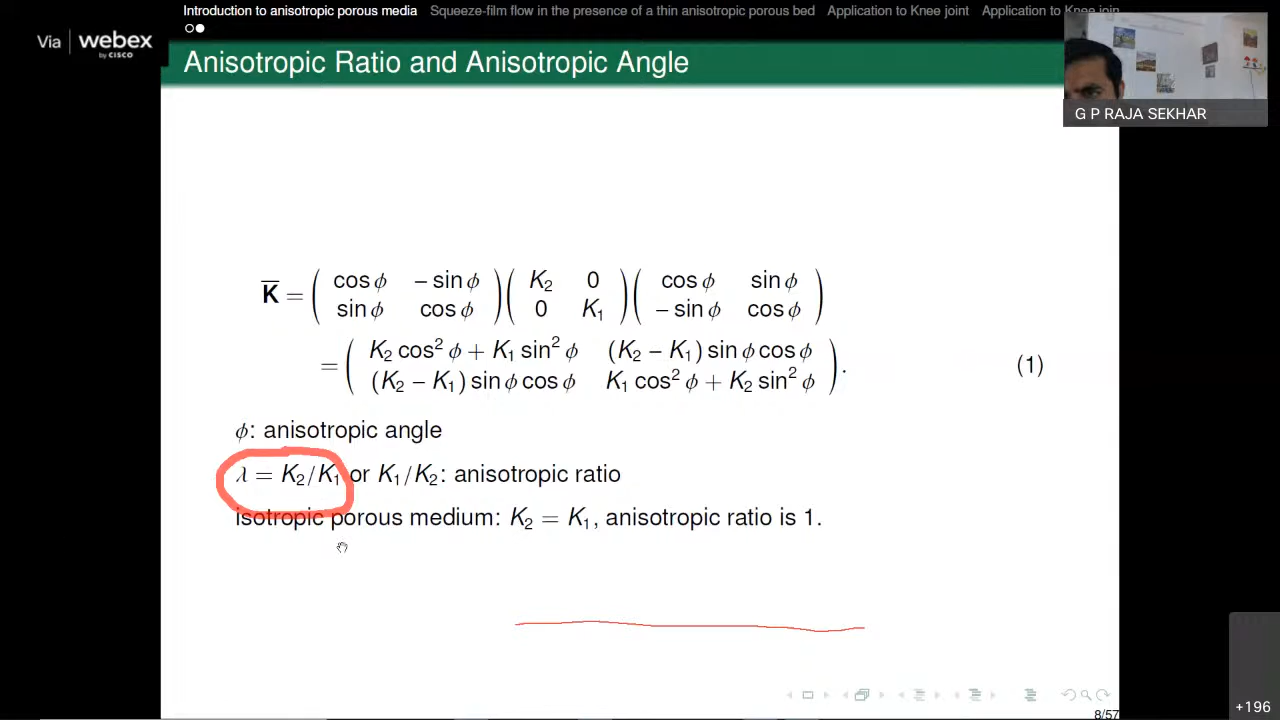 Introduction to anisotropic porous media Squeeze-film flow in the presence of a thin anisotropic porous bed Application to Knee joint Application to Knee join
Via | webex
by CISCO
Anisotropic Ratio and Anisotropic Angle
G P RAJA SEKHAR
K̅ = ( cos ϕ − sin ϕ ) ( K₂ 0 ) ( cos ϕ sin ϕ )
( sin ϕ cos ϕ ) ( 0 K₁ ) ( − sin ϕ cos ϕ )
= ( K₂ cos² ϕ + K₁ sin² ϕ (K₂ − K₁) sin ϕ cos ϕ )
( (K₂ − K₁) sin ϕ cos ϕ K₁ cos² ϕ + K₂ sin² ϕ ) . (1)
ϕ: anisotropic angle
λ = K₂/K₁ or K₁/K₂: anisotropic ratio
isotropic porous medium: K₂ = K₁, anisotropic ratio is 1.
8/57
+196